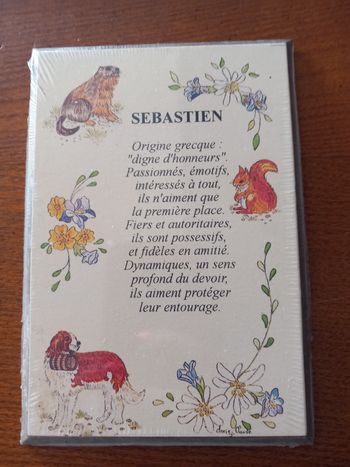 SEBASTIEN
Origine grecque :
"digne d'honneurs".
Passionnés, émotifs,
intéressés à tout,
ils n'aiment que
la première place.
Fiers et autoritaires,
ils sont possessifs,
et fidèles en amitié.
Dynamiques, un sens
profond du devoir,
ils aiment protéger
leur entourage.